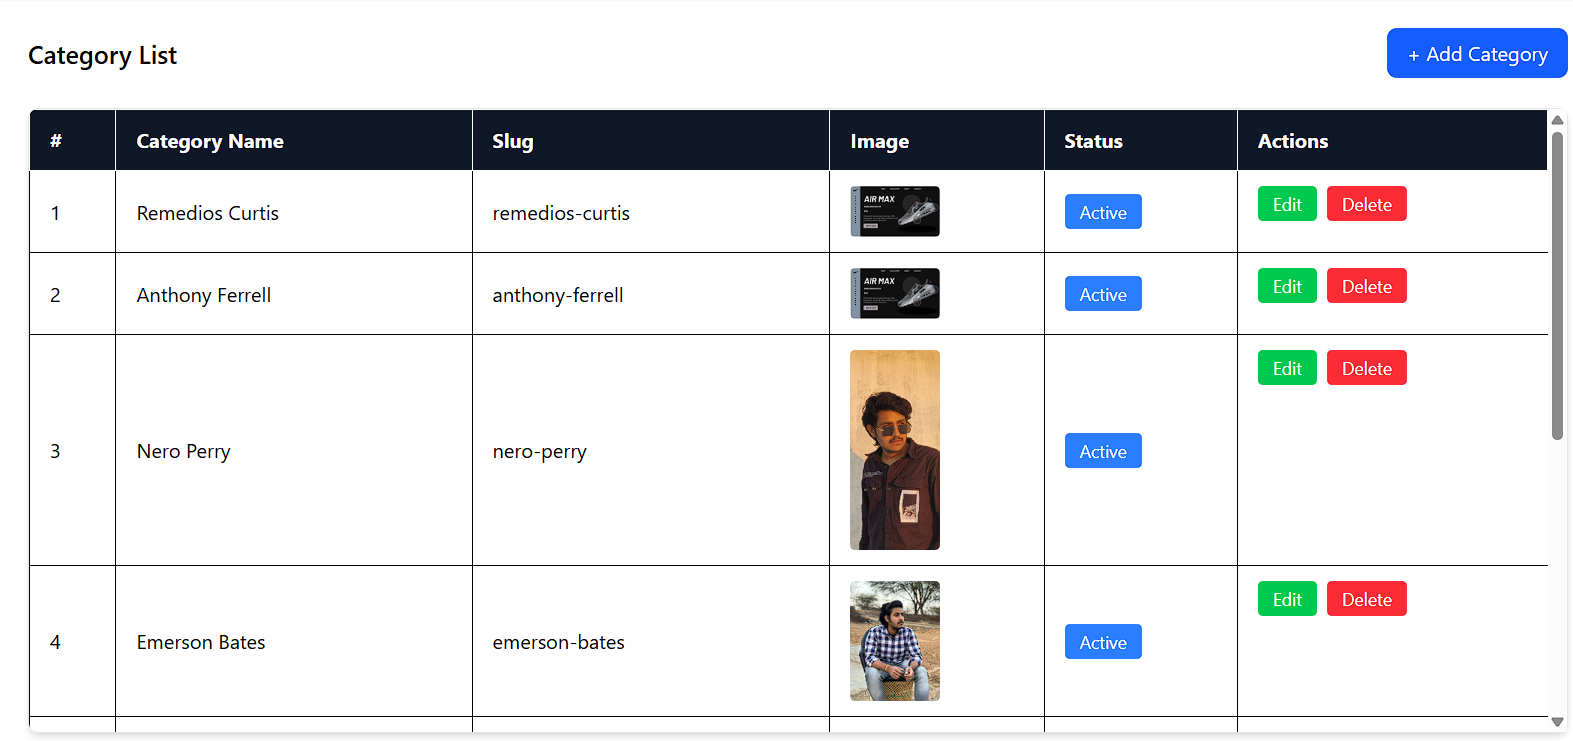 Category List
+ Add Category
# Category Name Slug Image Status Actions
1 Remedios Curtis remedios-curtis AIR MAX Active Edit Delete
2 Anthony Ferrell anthony-ferrell AIR MAX Active Edit Delete
3 Nero Perry nero-perry Active Edit Delete
4 Emerson Bates emerson-bates Active Edit Delete